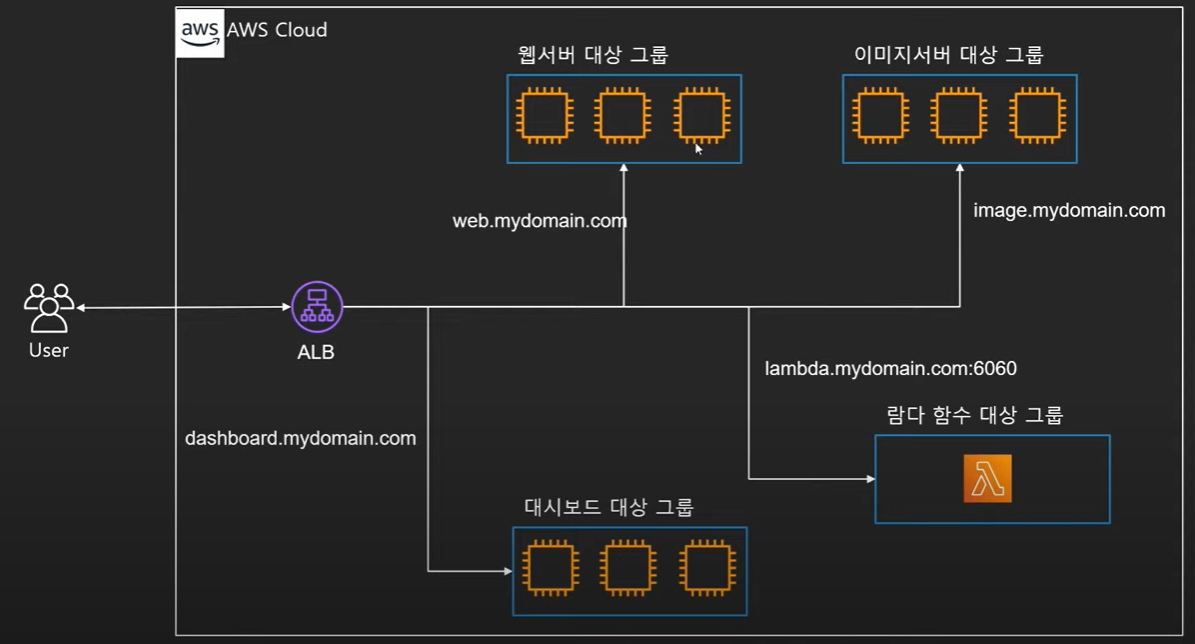 aws AWS Cloud
웹서버 대상 그룹
이미지서버 대상 그룹
web.mydomain.com
image.mydomain.com
User
ALB
lambda.mydomain.com:6060
람다 함수 대상 그룹
dashboard.mydomain.com
대시보드 대상 그룹